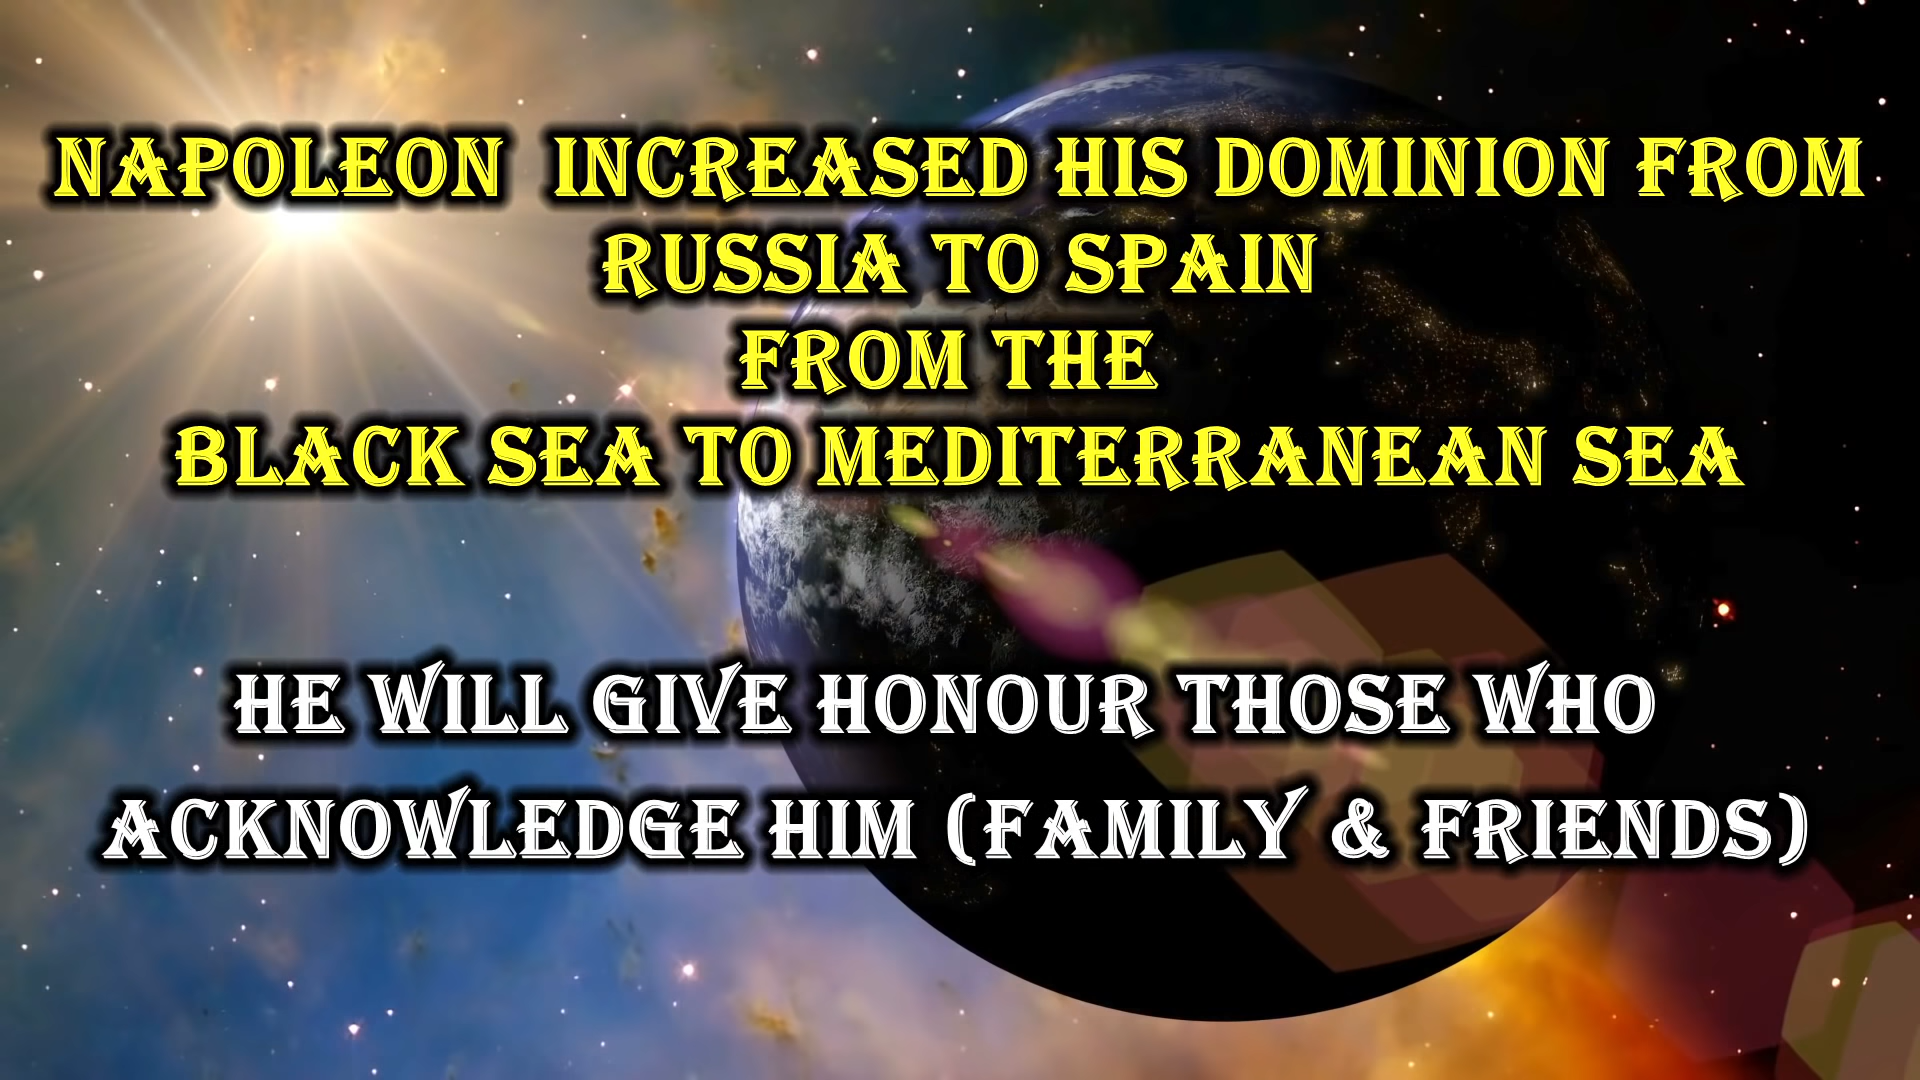 NAPOLEON INCREASED HIS DOMINION FROM
RUSSIA TO SPAIN
FROM THE
BLACK SEA TO MEDITERRANEAN SEA
HE WILL GIVE HONOUR THOSE WHO
ACKNOWLEDGE HIM (FAMILY & FRIENDS)